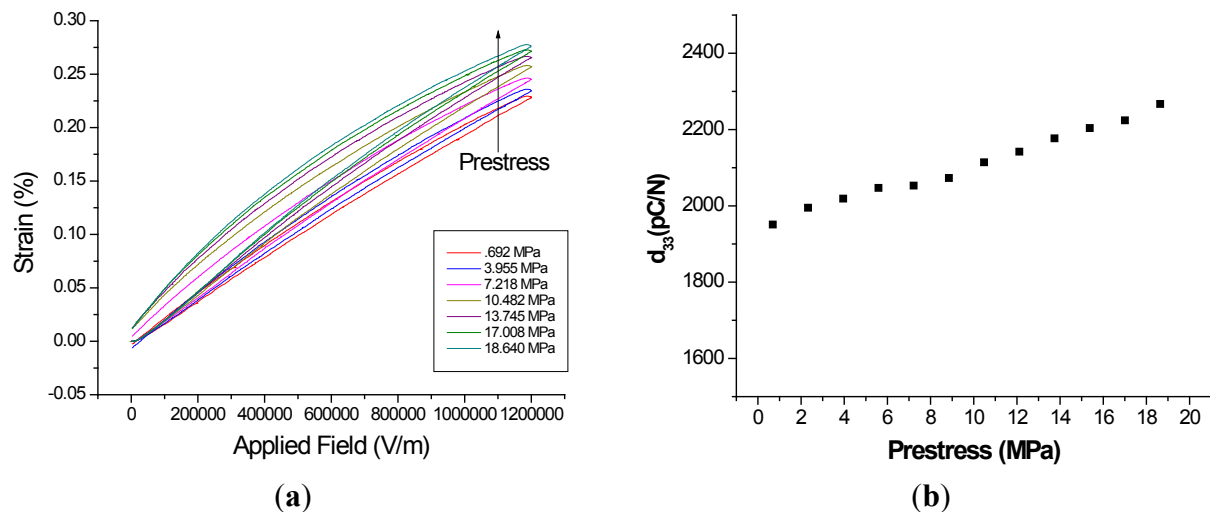 0.30
0.25
0.20
0.15
0.10
0.05
0.00
-0.05
Strain (%)
0 200000 400000 600000 800000 1000000 1200000
Applied Field (V/m)
Prestress
.692 MPa
3.955 MPa
7.218 MPa
10.482 MPa
13.745 MPa
17.008 MPa
18.640 MPa
(a)
2400
2200
2000
1800
1600
d33(pC/N)
0 2 4 6 8 10 12 14 16 18 20
Prestress (MPa)
(b)